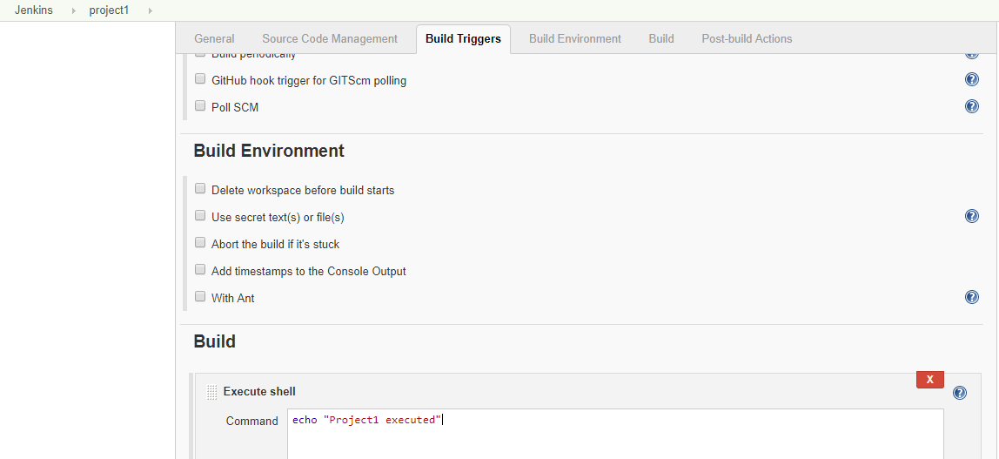 Jenkins project1
General Source Code Management Build Triggers Build Environment Build Post-build Actions
Build periodically
GitHub hook trigger for GITScm polling
Poll SCM
Build Environment
Delete workspace before build starts
Use secret text(s) or file(s)
Abort the build if it's stuck
Add timestamps to the Console Output
With Ant
Build
X
Execute shell
Command echo "Project1 executed"